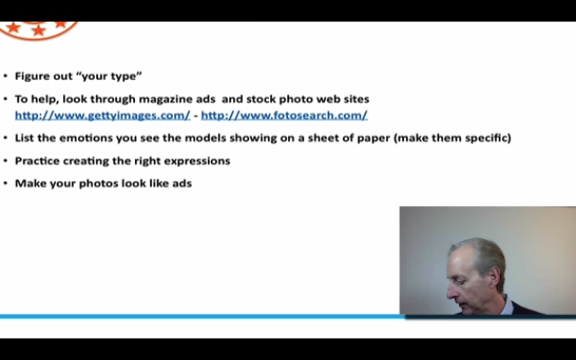 • Figure out “your type”
• To help, look through magazine ads and stock photo web sites
http://www.gettyimages.com/ - http://www.fotosearch.com/
• List the emotions you see the models showing on a sheet of paper (make them specific)
• Practice creating the right expressions
• Make your photos look like ads